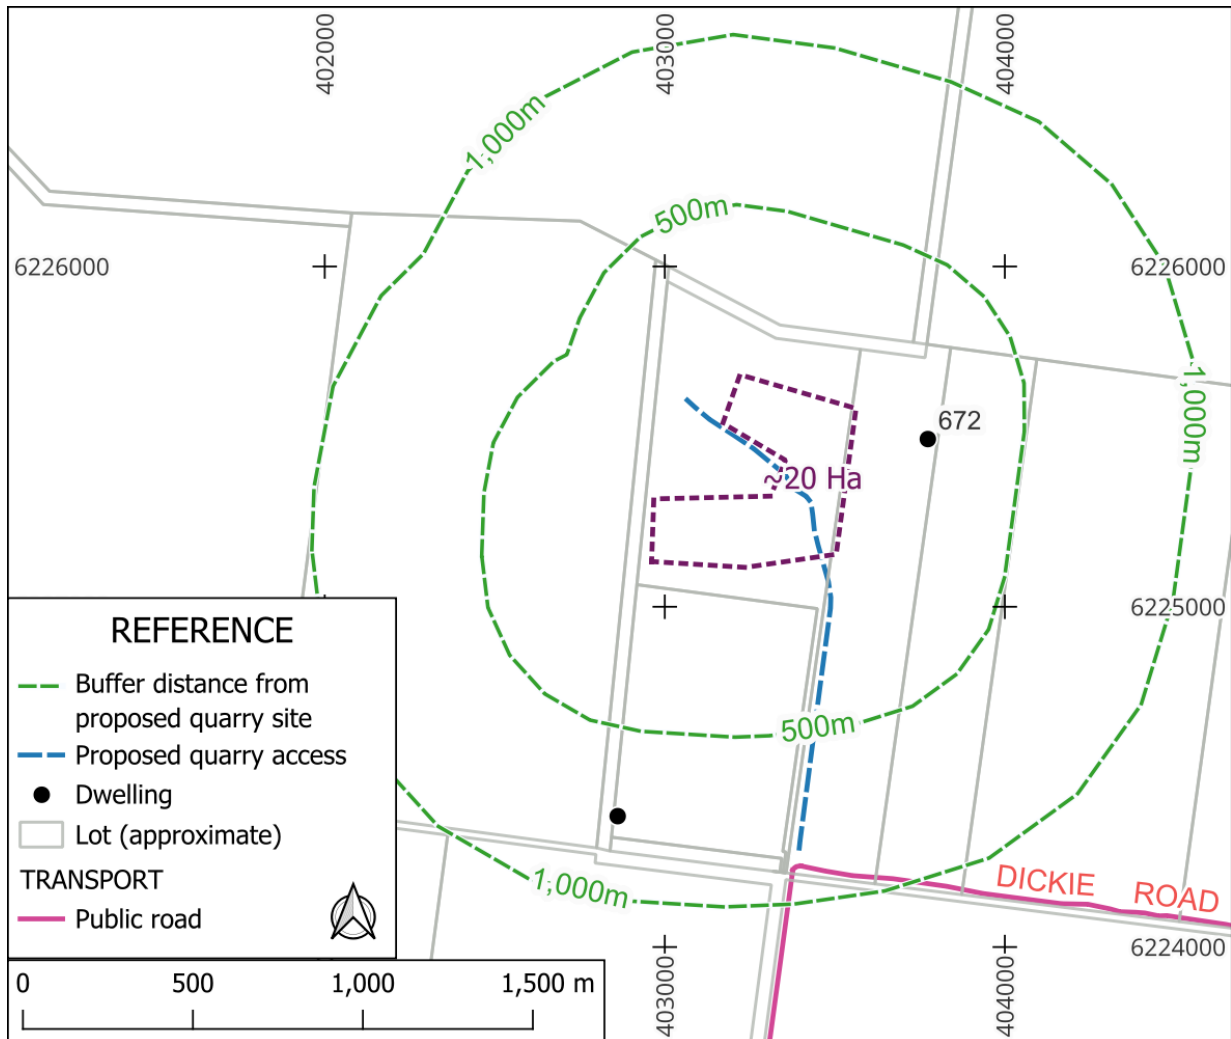 402000
403000
404000
1,000m
500m
6226000
6226000
1,000m
672
~20 Ha
6225000
REFERENCE
Buffer distance from
proposed quarry site
Proposed quarry access
Dwelling
Lot (approximate)
TRANSPORT
Public road
500m
1,000m
DICKIE ROAD
6224000
403000
404000
0 500 1,000 1,500 m